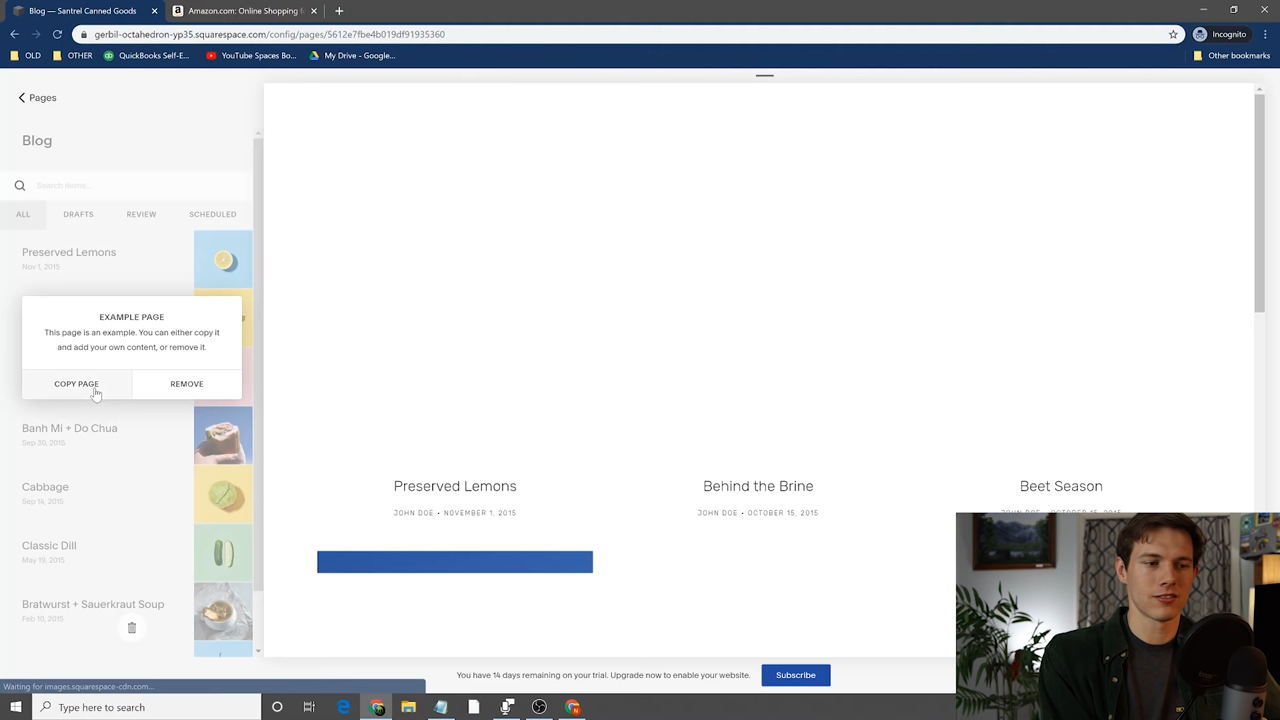 Blog — Santrel Canned Goods
Amazon.com: Online Shopping f
gerbil-octahedron-yp35.squarespace.com/config/pages/5612e7fbe4b019df91935360
Incognito
OLD
OTHER
QuickBooks Self-E...
YouTube Spaces Bo...
My Drive - Google...
Other bookmarks
Pages
Blog
Search items...
ALL
DRAFTS
REVIEW
SCHEDULED
Preserved Lemons
Nov 1, 2015
EXAMPLE PAGE
This page is an example. You can either copy it
and add your own content, or remove it.
COPY PAGE
REMOVE
Banh Mi + Do Chua
Sep 30, 2015
Cabbage
Sep 14, 2015
Classic Dill
May 19, 2015
Bratwurst + Sauerkraut Soup
Feb 10, 2015
Preserved Lemons
JOHN DOE • NOVEMBER 1, 2015
Behind the Brine
JOHN DOE • OCTOBER 15, 2015
Beet Season
You have 14 days remaining on your trial. Upgrade now to enable your website.
Subscribe
Waiting for images.squarespace-cdn.com...
Type here to search